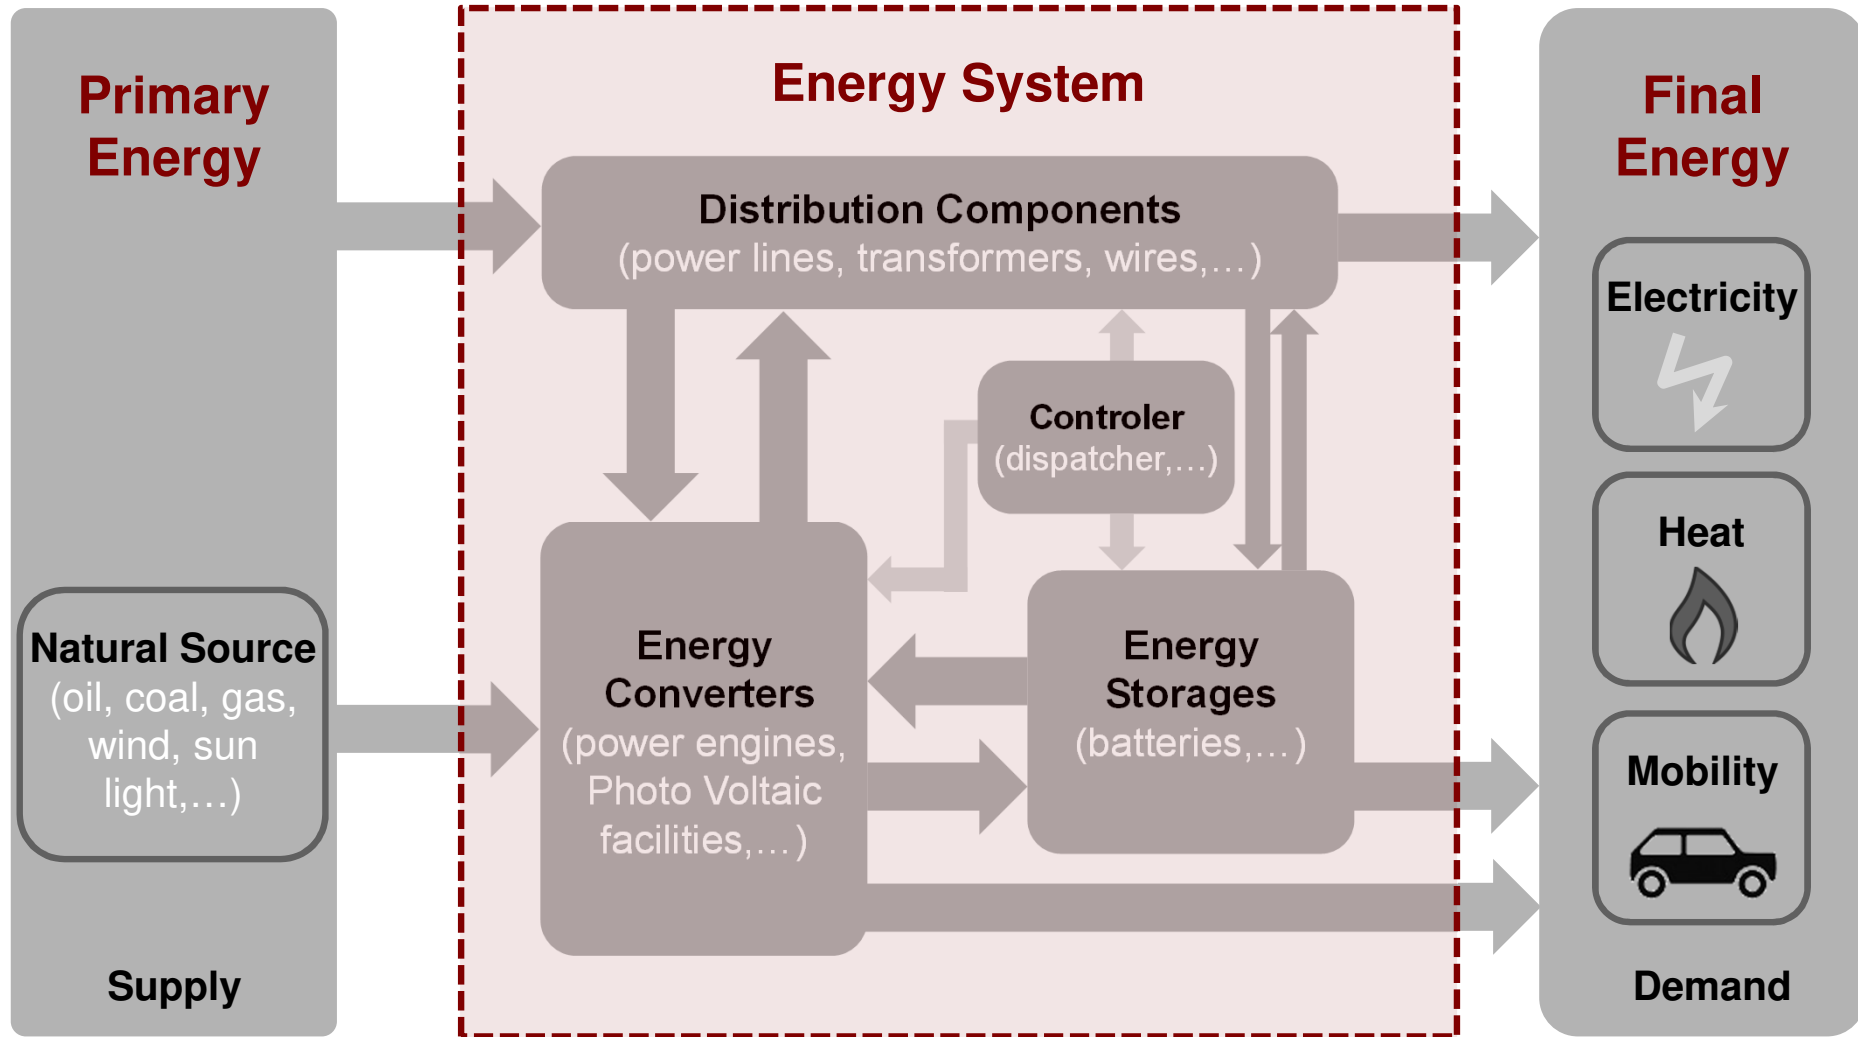 Primary
Energy
Natural Source
(oil, coal, gas,
wind, sun
light,...)
Supply
Energy System
Distribution Components
(power lines, transformers, wires,...)
Controler
(dispatcher,...)
Energy
Converters
(power engines,
Photo Voltaic
facilities,...)
Energy
Storages
(batteries,...)
Final
Energy
Electricity
Heat
Mobility
Demand